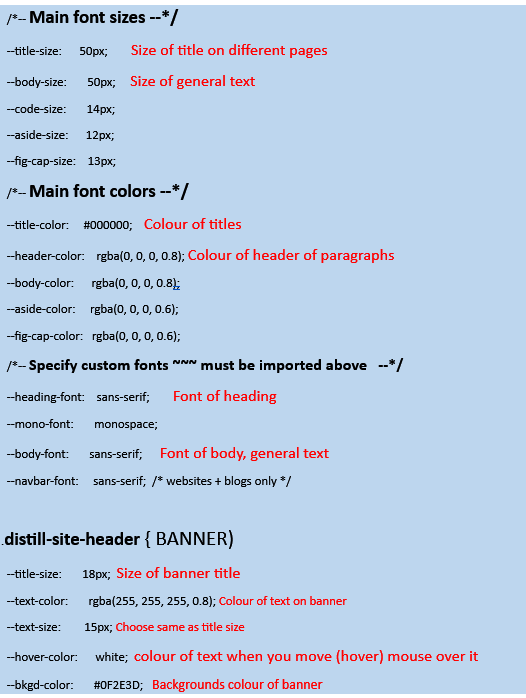 /*-- Main font sizes --*/
--title-size: 50px; Size of title on different pages
--body-size: 50px; Size of general text
--code-size: 14px;
--aside-size: 12px;
--fig-cap-size: 13px;
/*-- Main font colors --*/
--title-color: #000000; Colour of titles
--header-color: rgba(0, 0, 0, 0.8); Colour of header of paragraphs
--body-color: rgba(0, 0, 0, 0.8);
--aside-color: rgba(0, 0, 0, 0.6);
--fig-cap-color: rgba(0, 0, 0, 0.6);
/*-- Specify custom fonts ~~~ must be imported above --*/
--heading-font: sans-serif; Font of heading
--mono-font: monospace;
--body-font: sans-serif; Font of body, general text
--navbar-font: sans-serif; /* websites + blogs only */
.distill-site-header { BANNER)
--title-size: 18px; Size of banner title
--text-color: rgba(255, 255, 255, 0.8); Colour of text on banner
--text-size: 15px; Choose same as title size
--hover-color: white; colour of text when you move (hover) mouse over it
--bkgd-color: #0F2E3D; Backgrounds colour of banner